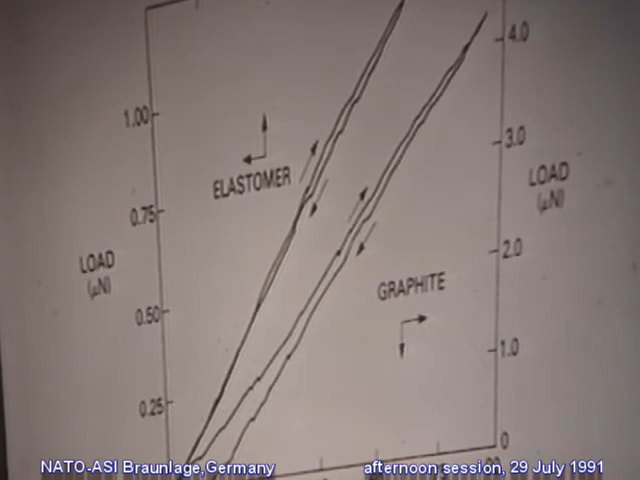 4.0
1.00
3.0
ELASTOMER
LOAD
(μN)
0.75
2.0
LOAD
(μN)
GRAPHITE
0.50
1.0
0.25
0
NATO-ASI Braunlage,Germany
afternoon session, 29 July 1991